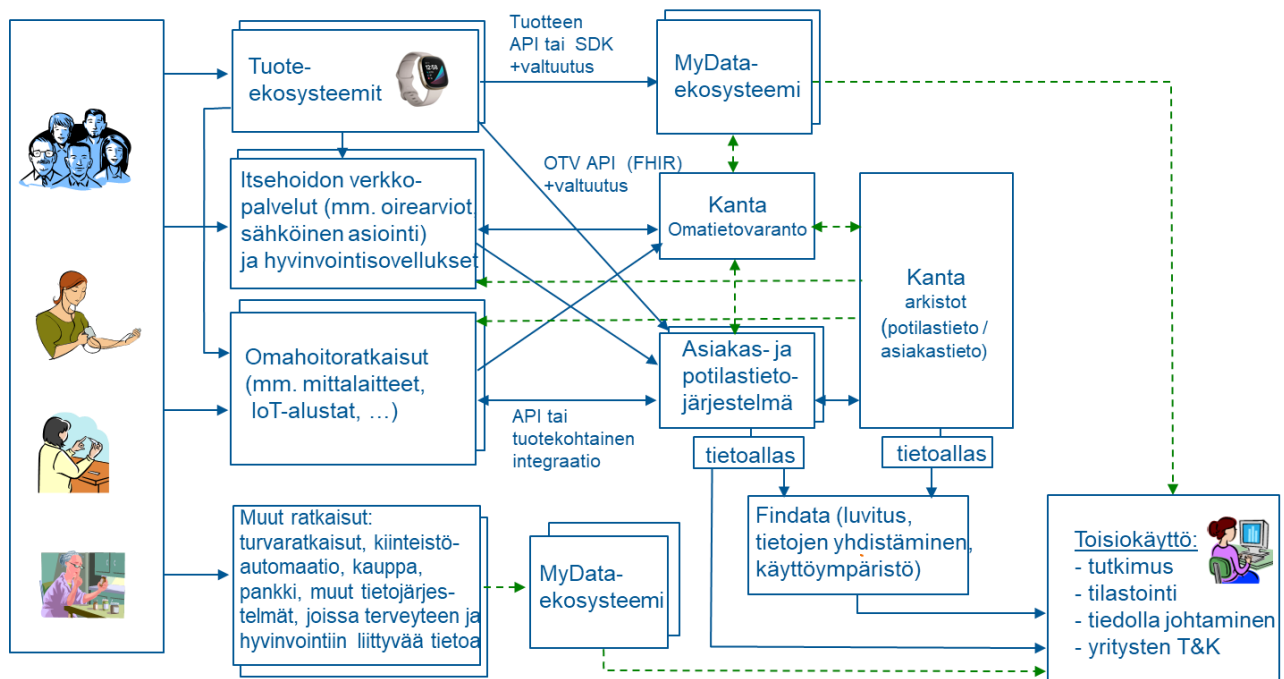 Tuote-
ekosysteemit
Tuotteen
API tai SDK
+valtuutus
MyData-
ekosysteemi
Itsehoidon verkko-
palvelut (mm. oirearviot,
sähköinen asiointi)
ja hyvinvointisovellukset
OTV API (FHIR)
+valtuutus
Kanta
Omatietovaranto
Kanta
arkistot
(potilastieto /
asiakastieto)
Omahoitoratkaisut
(mm. mittalaitteet,
IoT-alustat, …)
API tai
tuotekohtainen
integraatio
Asiakas- ja
potilastieto-
järjestelmä
tietoallas
tietoallas
Muut ratkaisut:
turvaratkaisut, kiinteistö-
automaatio, kauppa,
pankki, muut tietojärjes-
telmät, joissa terveyteen ja
hyvinvointiin liittyvää tietoa
MyData-
ekosysteemi
Findata (luvitus,
tietojen yhdistäminen,
käyttöympäristö)
Toisiokäyttö:
- tutkimus
- tilastointi
- tiedolla johtaminen
- yritysten T&K